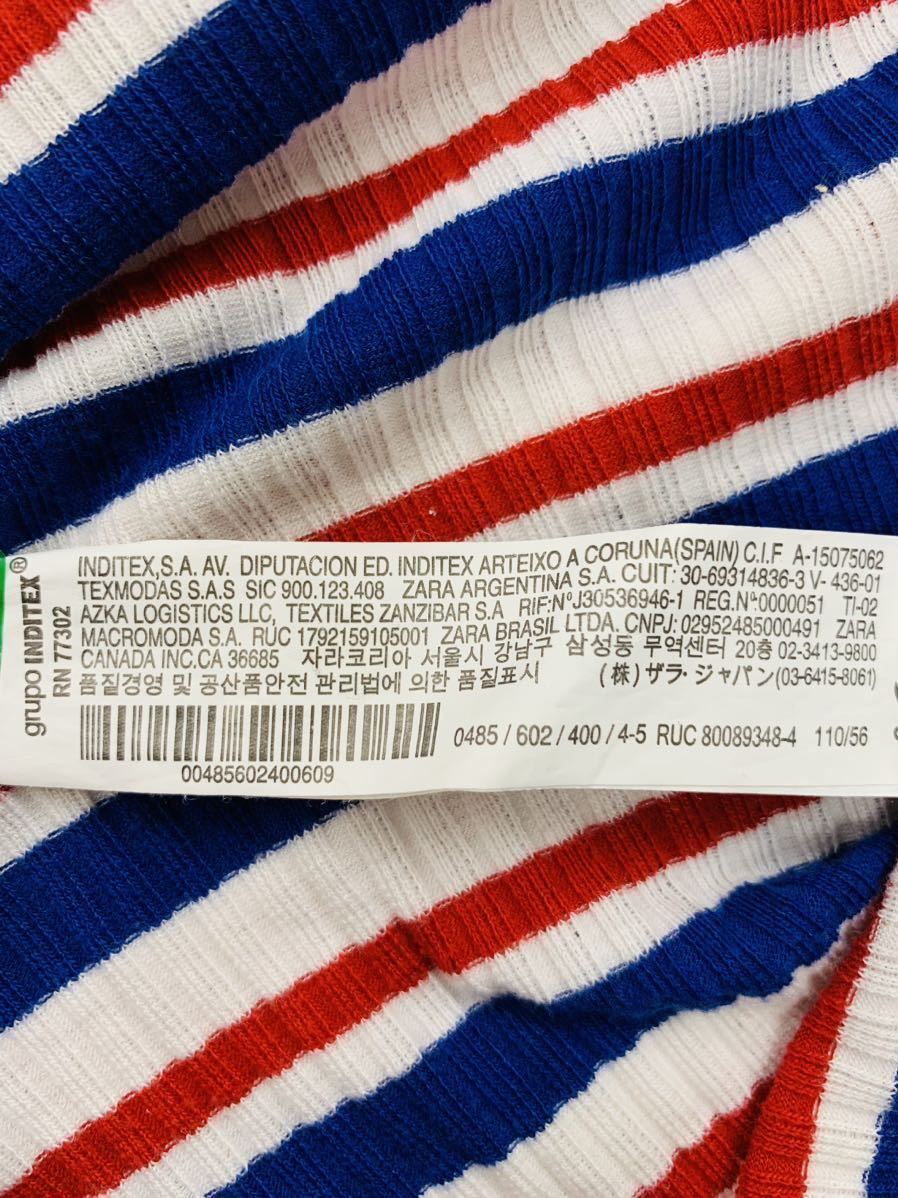 grupo INDITEX®
RN 77302
INDITEX,S.A. AV. DIPUTACION ED. INDITEX ARTEIXO A CORUNA(SPAIN) C.I.F A-15075062
TEXMODAS S.A.S SIC 900.123.408 ZARA ARGENTINA S.A. CUIT: 30-69314836-3 V- 436-01
AZKA LOGISTICS LLC, TEXTILES ZANZIBAR S.A RIF:NºJ30536946-1 REG.Nº:0000051 TI-02
MACROMODA S.A. RUC 1792159105001 ZARA BRASIL LTDA. CNPJ: 02952485000491 ZARA
CANADA INC.CA 36685 자라코리아 서울시 강남구 삼성동 무역센터 20층 02-3413-9800
품질경영 및 공산품안전 관리법에 의한 품질표시 (株) ザラ・ジャパン(03-6415-8061)
0485 / 602 / 400 / 4-5 RUC 80089348-4 110/56
00485602400609